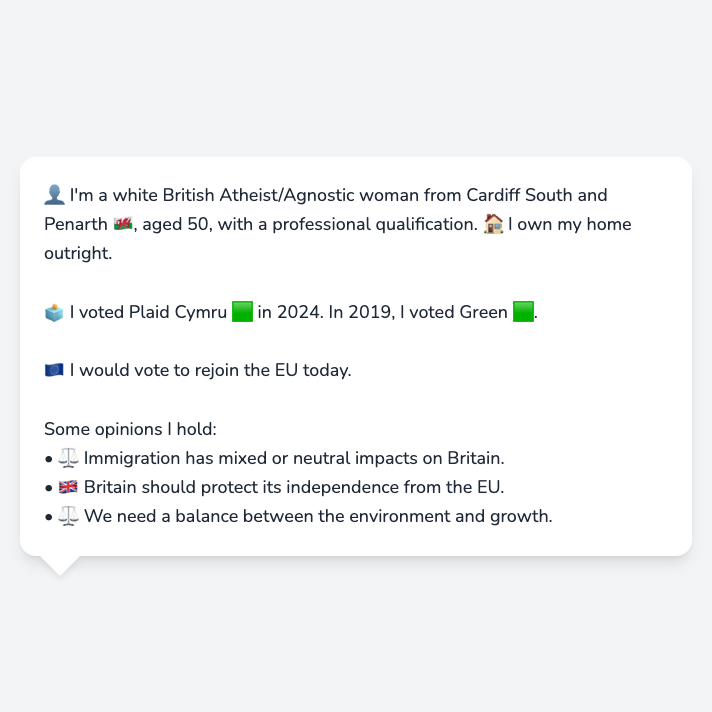 👤 I'm a white British Atheist/Agnostic woman from Cardiff South and
Penarth 🏴󠁧󠁢󠁷󠁬󠁳󠁿, aged 50, with a professional qualification. 🏠 I own my home
outright.
🗳️ I voted Plaid Cymru 🟩 in 2024. In 2019, I voted Green 🟩.
🇪🇺 I would vote to rejoin the EU today.
Some opinions I hold:
• ⚖️ Immigration has mixed or neutral impacts on Britain.
• 🇬🇧 Britain should protect its independence from the EU.
• ⚖️ We need a balance between the environment and growth.